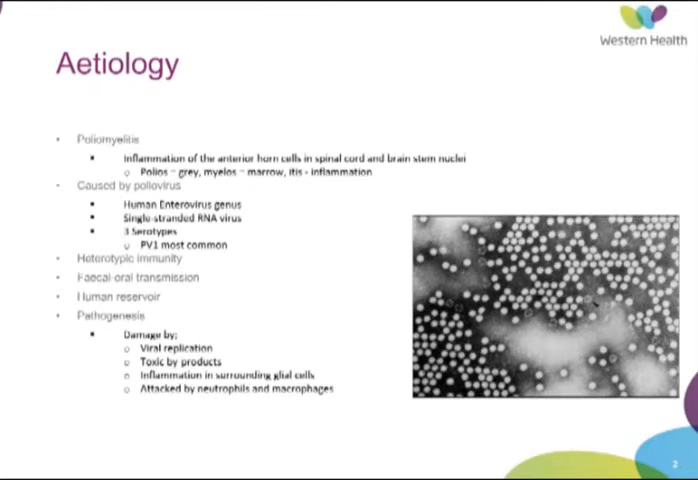 Western Health
Aetiology
• Poliomyelitis
▪ Inflammation of the anterior horn cells in spinal cord and brain stem nuclei
o Polios – grey, myelos – marrow, itis - inflammation
• Caused by poliovirus
▪ Human Enterovirus genus
▪ Single-stranded RNA virus
▪ 3 Serotypes
o PV1 most common
• Heterotypic immunity
• Faecal-oral transmission
• Human reservoir
• Pathogenesis
▪ Damage by:
o Viral replication
o Toxic by products
o Inflammation in surrounding glial cells
o Attacked by neutrophils and macrophages
2